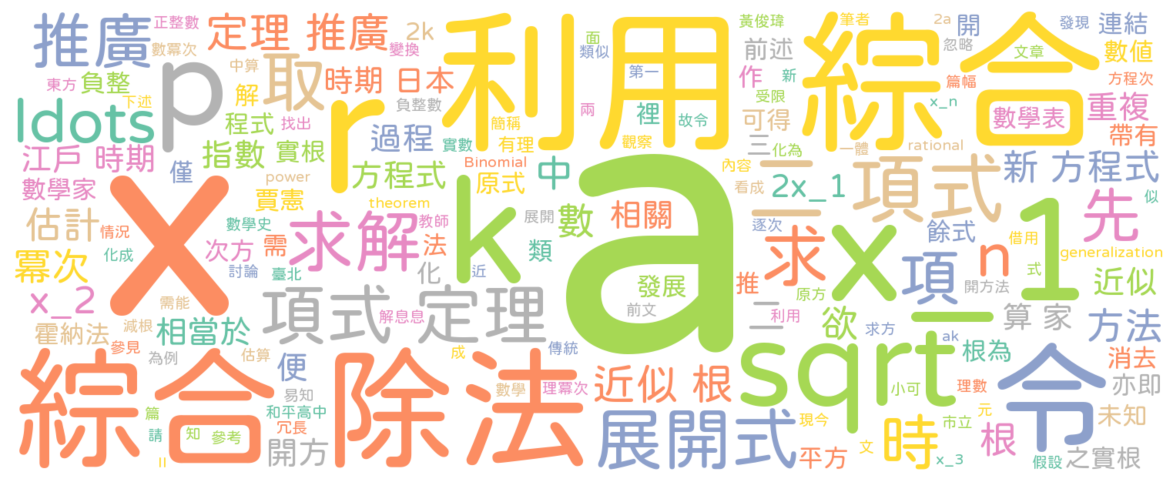 正整數
推廣
定理 推廣
2k
利用
綜合
黃俊瑋
筆者
2a
開
發現
連結
數冪次
變換
面
類似
前述
忽略
文章
數值
東方
負整
中算
p
取
時期 日本
第一
作
新
篇幅
方程次
下述
解
負整數
兩
裡
受限
x_n
數學表
重複
ldots
程式
找出
r
過程
實數
簡稱
有理
故令
可得
帶有
江戶 時期
指數
實根
觀察
三
化為
一體
rational
僅
方程式
Binomial
原式
中
內容
二
項式
新 方程式
數學家
x
power
賈憲
theorem
k
a
看成
2x_1
先
似
估計
求解
教師
展開
數
相關
逐次
餘式
借用
情況
數學史
次方
需
法
類
求
x_1
n
generalization
冪次
化成
討論
臺北
化
近
發展
推
項
式
近似
x_2
需能
項式 定理
前文
二
原方
開方法
霍納法
減根
相當於
解息息
利用
欲
算 家
方法
參見
為例
估算
便
成
傳統
sqrt
求方
ak
根為
消去
綜合
除法
易知
數學
理冪次
近似 根
小可
理數
令
亦即
篇
和平高中
展開式
現今
時
市立
元
根
未知
請
知
參考
冗長
開方
平方
文
x_3
假設
之實根
II